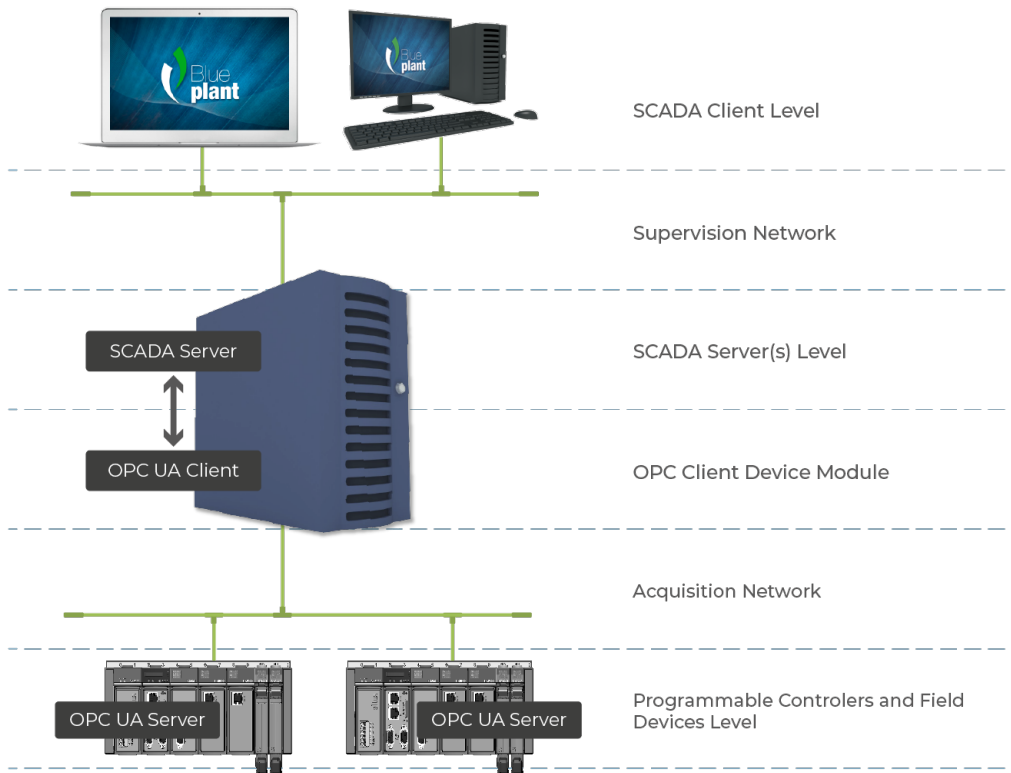 Blue
plant
Blue
plant
SCADA Client Level
Supervision Network
SCADA Server
SCADA Server(s) Level
OPC UA Client
OPC Client Device Module
Acquisition Network
OPC UA Server
OPC UA Server
Programmable Controlers and Field
Devices Level